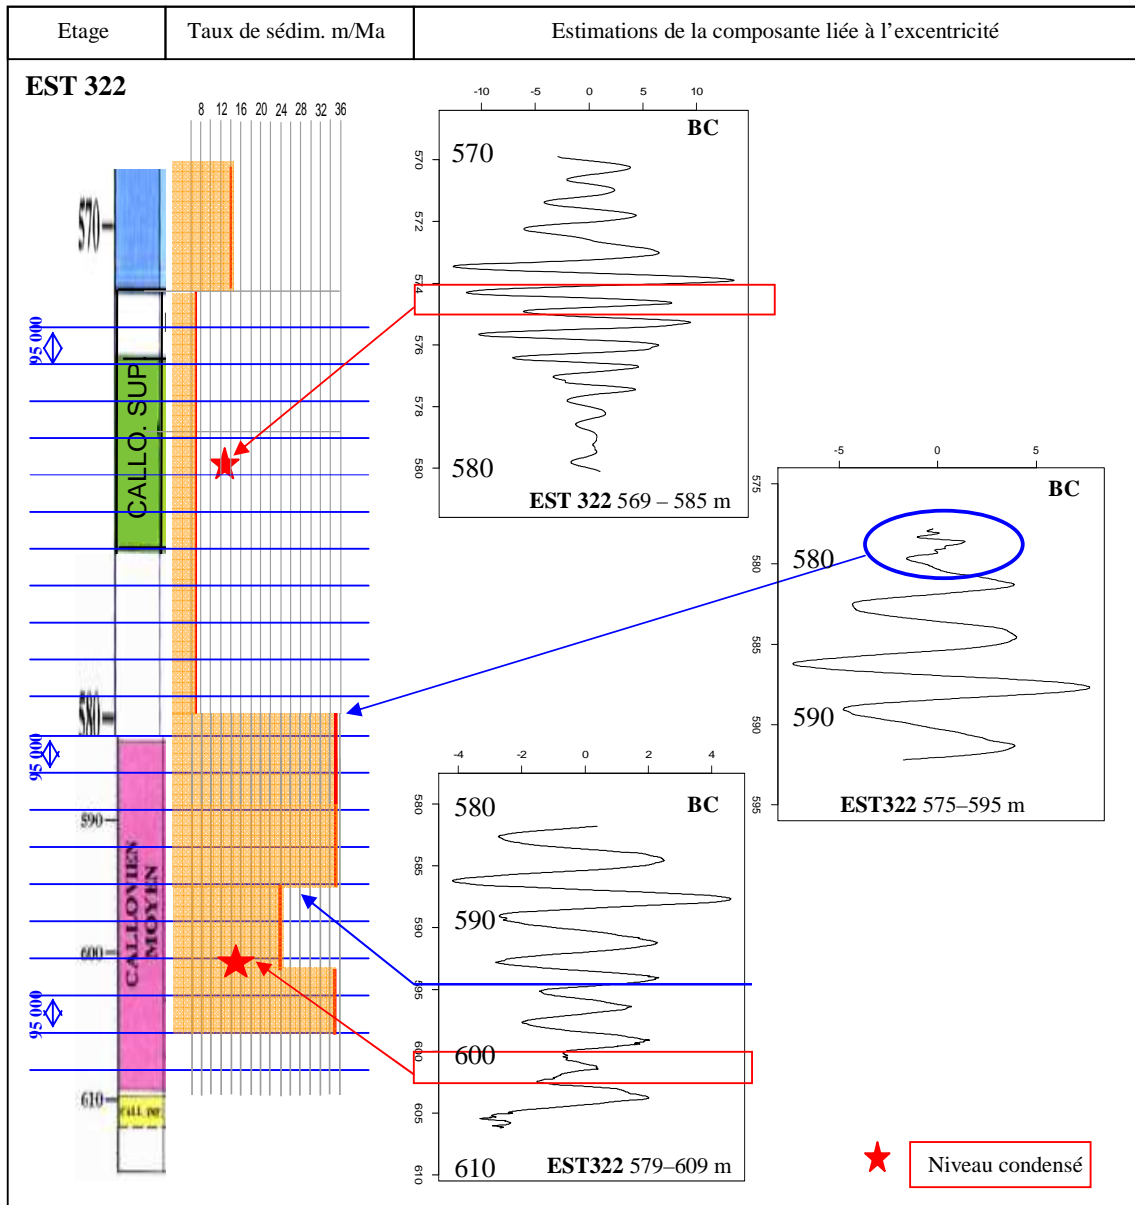 Etage
Taux de sédim. m/Ma
Estimations de la composante liée à l'excentricité
EST 322
8 12 16 20 24 28 32 36
570
95 000
CALLO. SUP
580
95 000
590
CALLOVIEN
MOYEN
600
95 000
610
-10 -5 0 5 10
BC
570
570
572
574
576
578
580
580
EST 322 569 – 585 m
-5 0 5
BC
575
580
580
585
590
590
595
EST322 575–595 m
-4 -2 0 2 4
BC
580
580
585
590
590
595
600
600
605
610
610
EST322 579–609 m
Niveau condensé